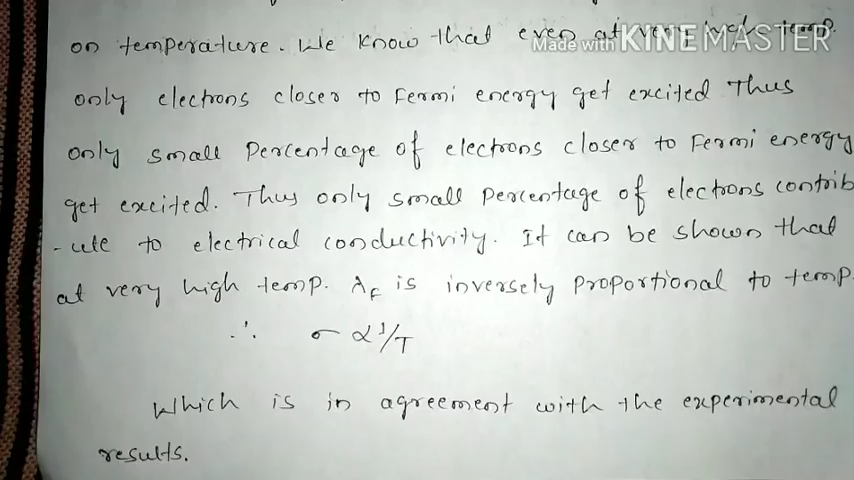 on temperature. We know that even at very high temp.
Made with KINEMASTER
only electrons closer to Fermi energy get excited Thus
only small Percentage of electrons closer to Fermi energy
get excited. Thus only small percentage of electrons contrib
-ute to electrical conductivity. It can be shown that
at very high temp. λF is inversely proportional to temp.
∴ σ ∝ 1/T
Which is in agreement with the experimental
results.